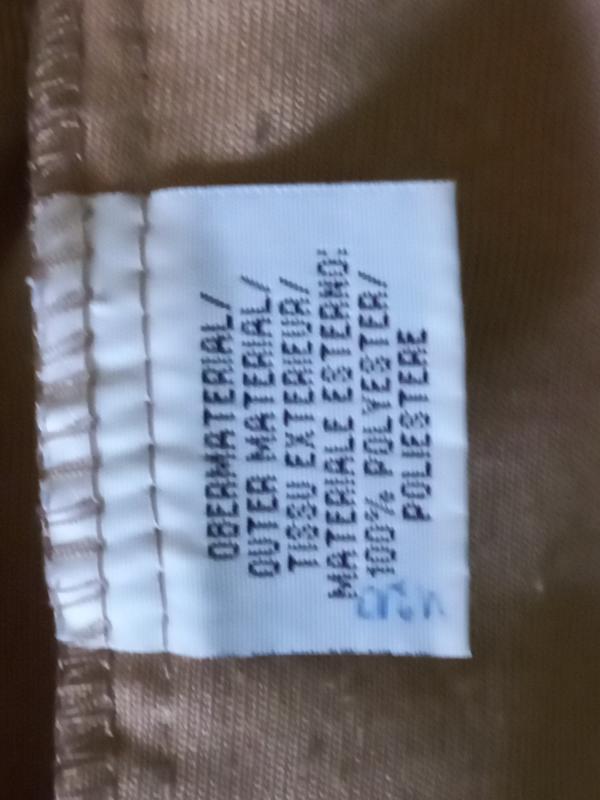 OBERMATERIAL/
OUTER MATERIAL/
TISSU EXTERIEUR/
MATERIALE ESTERNO:
100% POLYESTER/
POLIESTERE